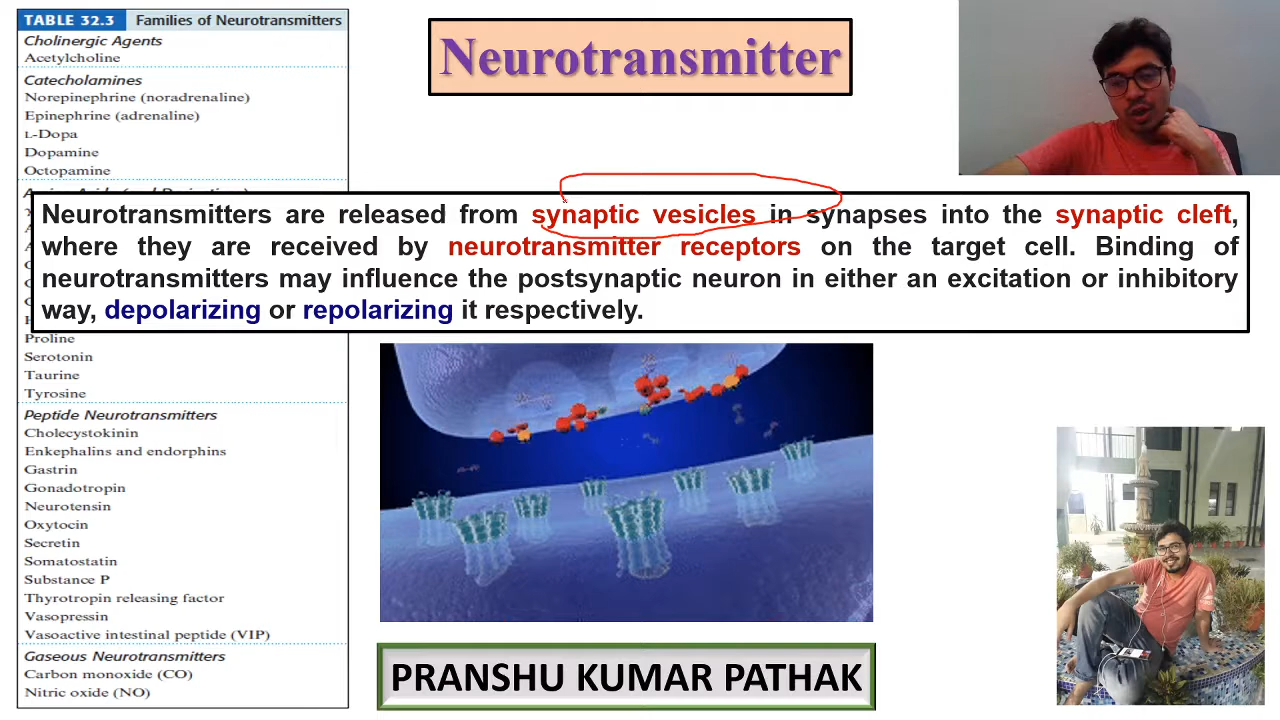 TABLE 32.3 Families of Neurotransmitters
Cholinergic Agents
Acetylcholine
Catecholamines
Norepinephrine (noradrenaline)
Epinephrine (adrenaline)
L-Dopa
Dopamine
Octopamine
Neurotransmitter
Neurotransmitters are released from synaptic vesicles in synapses into the synaptic cleft,
where they are received by neurotransmitter receptors on the target cell. Binding of
neurotransmitters may influence the postsynaptic neuron in either an excitation or inhibitory
way, depolarizing or repolarizing it respectively.
Proline
Serotonin
Taurine
Tyrosine
Peptide Neurotransmitters
Cholecystokinin
Enkephalins and endorphins
Gastrin
Gonadotropin
Neurotensin
Oxytocin
Secretin
Somatostatin
Substance P
Thyrotropin releasing factor
Vasopressin
Vasoactive intestinal peptide (VIP)
Gaseous Neurotransmitters
Carbon monoxide (CO)
Nitric oxide (NO)
PRANSHU KUMAR PATHAK